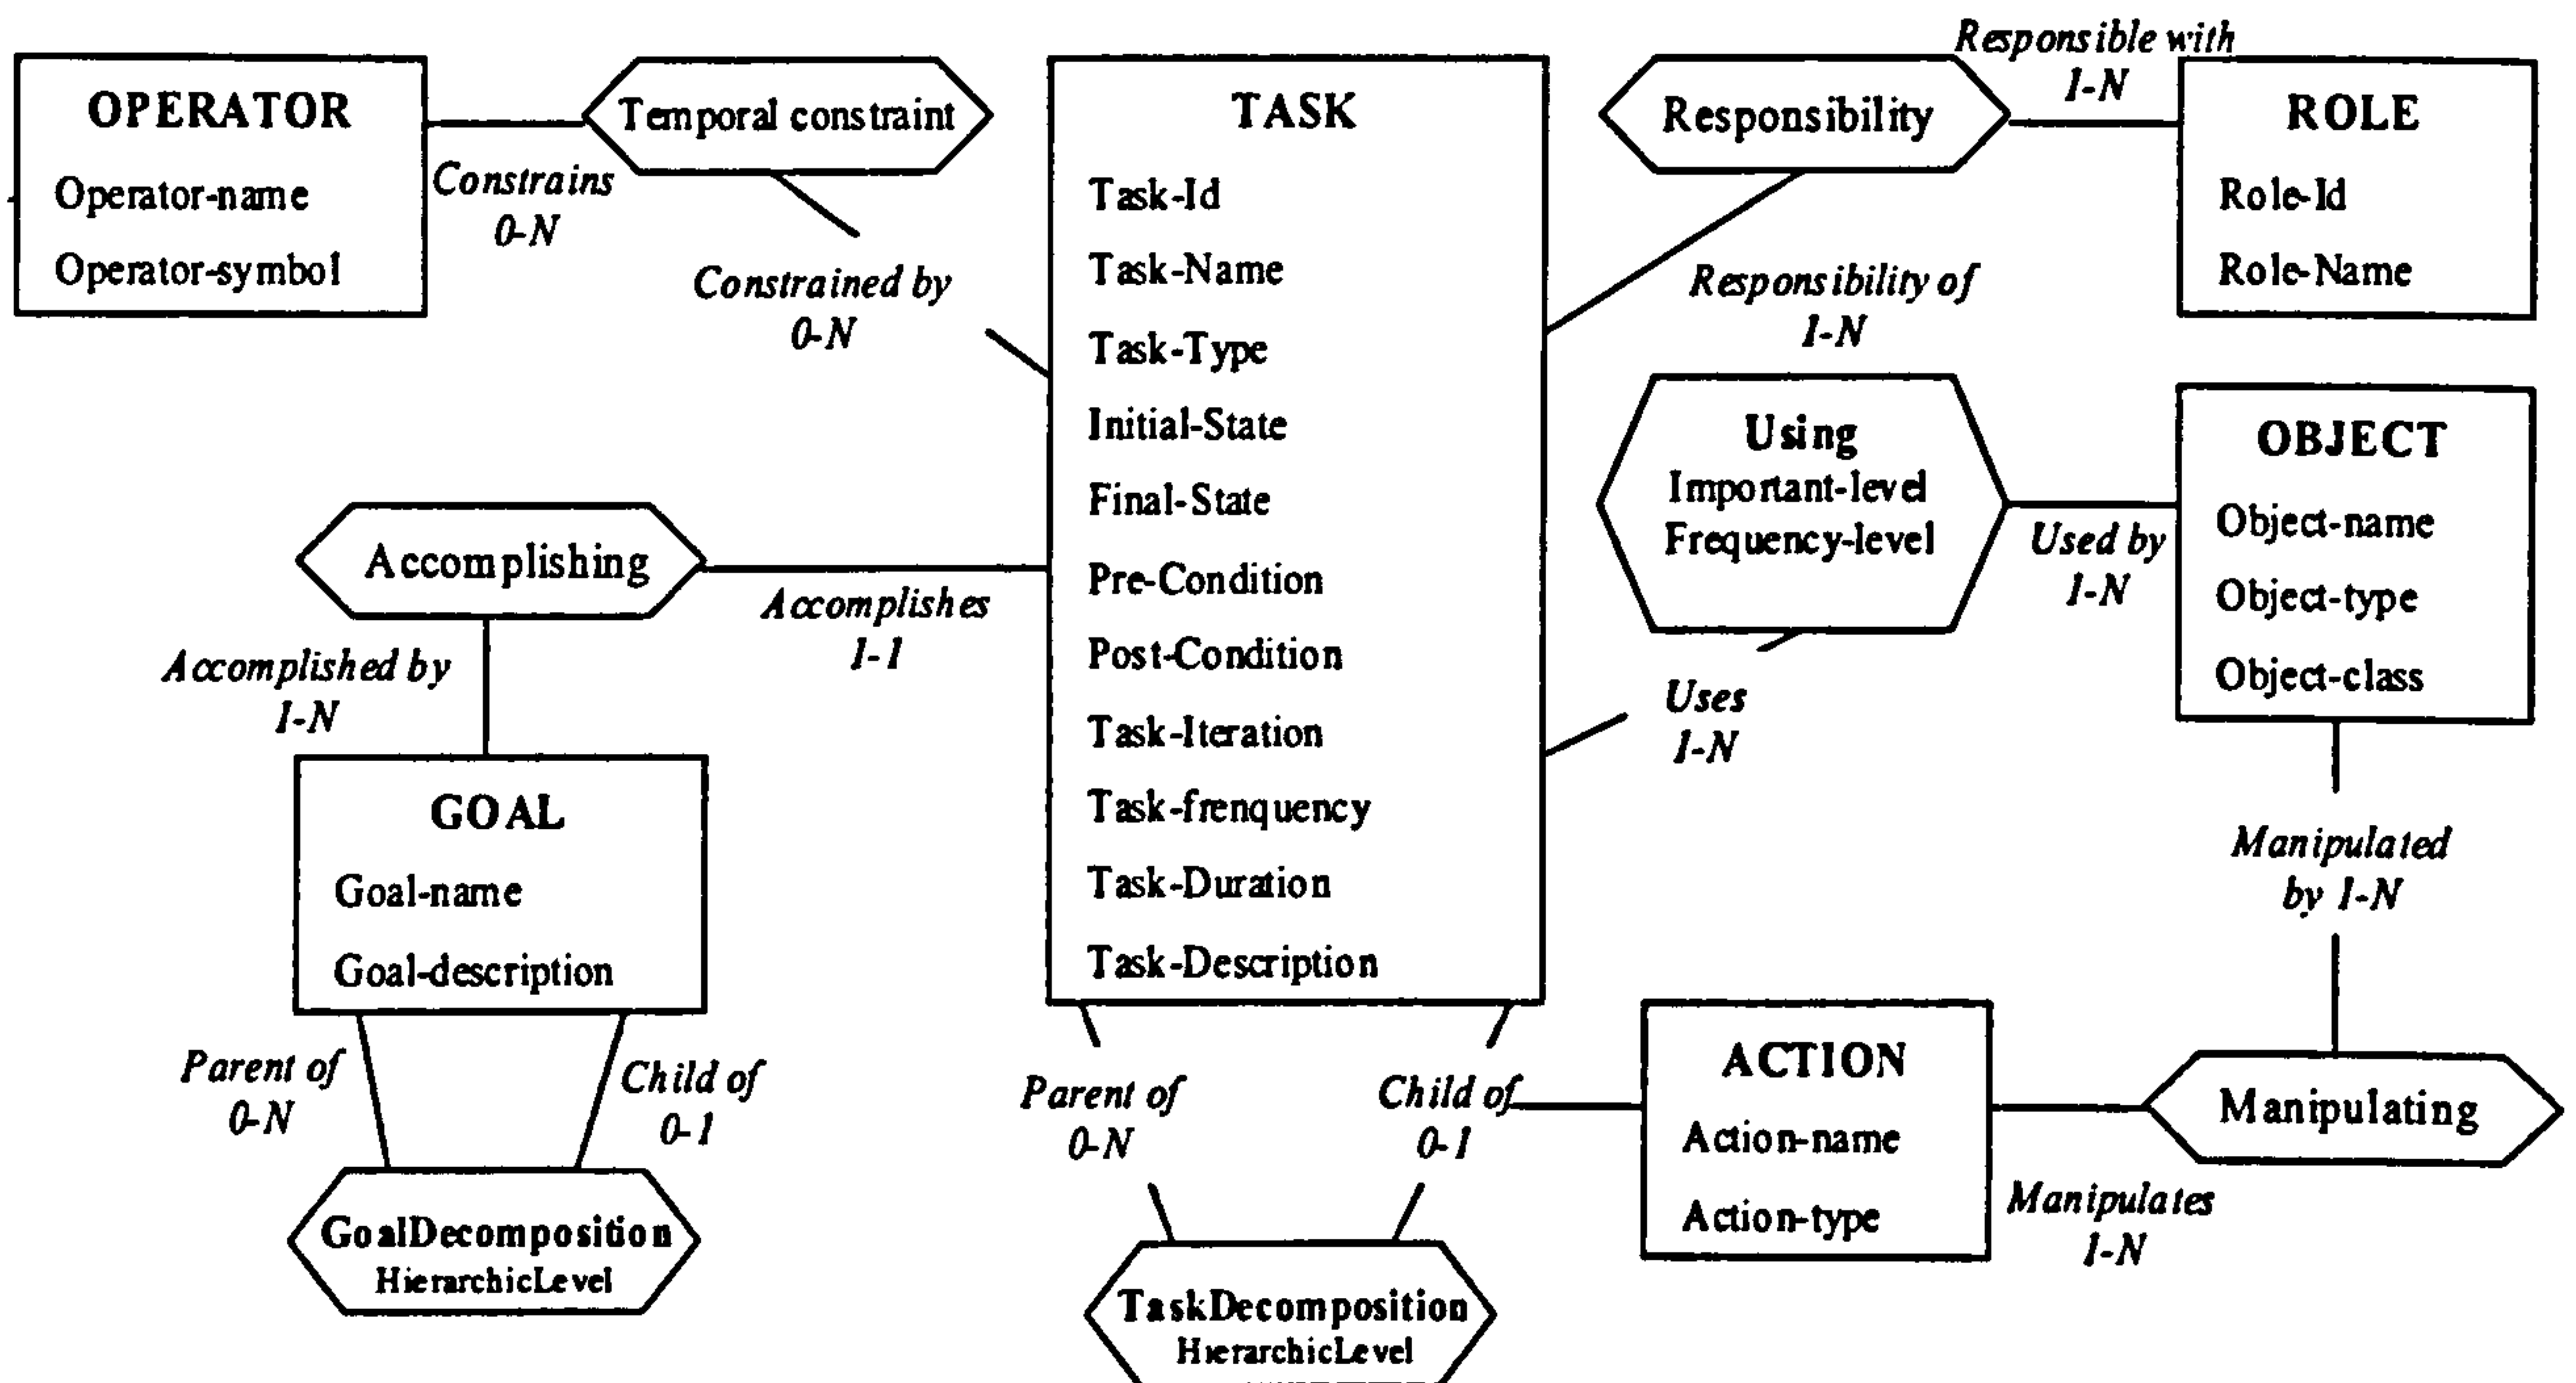 OPERATOR
Operator-name
Operator-symbol
Constrains
0-N
Temporal constraint
Constrained by
0-N
TASK
Task-Id
Task-Name
Task-Type
Initial-State
Final-State
Pre-Condition
Post-Condition
Task-Iteration
Task-frenquency
Task-Duration
Task-Description
Responsibility
Responsible with
1-N
ROLE
Role-Id
Role-Name
Responsibility of
1-N
Using
Important-level
Frequency-level
Used by
1-N
OBJECT
Object-name
Object-type
Object-class
Uses
1-N
Accomplishing
Accomplishes
1-1
Accomplished by
1-N
GOAL
Goal-name
Goal-description
Parent of
0-N
Child of
0-1
GoalDecomposition
HierarchicLevel
Parent of
0-N
Child of
0-1
TaskDecomposition
HierarchicLevel
ACTION
Action-name
Action-type
Manipulates
1-N
Manipulating
Manipulated
by 1-N